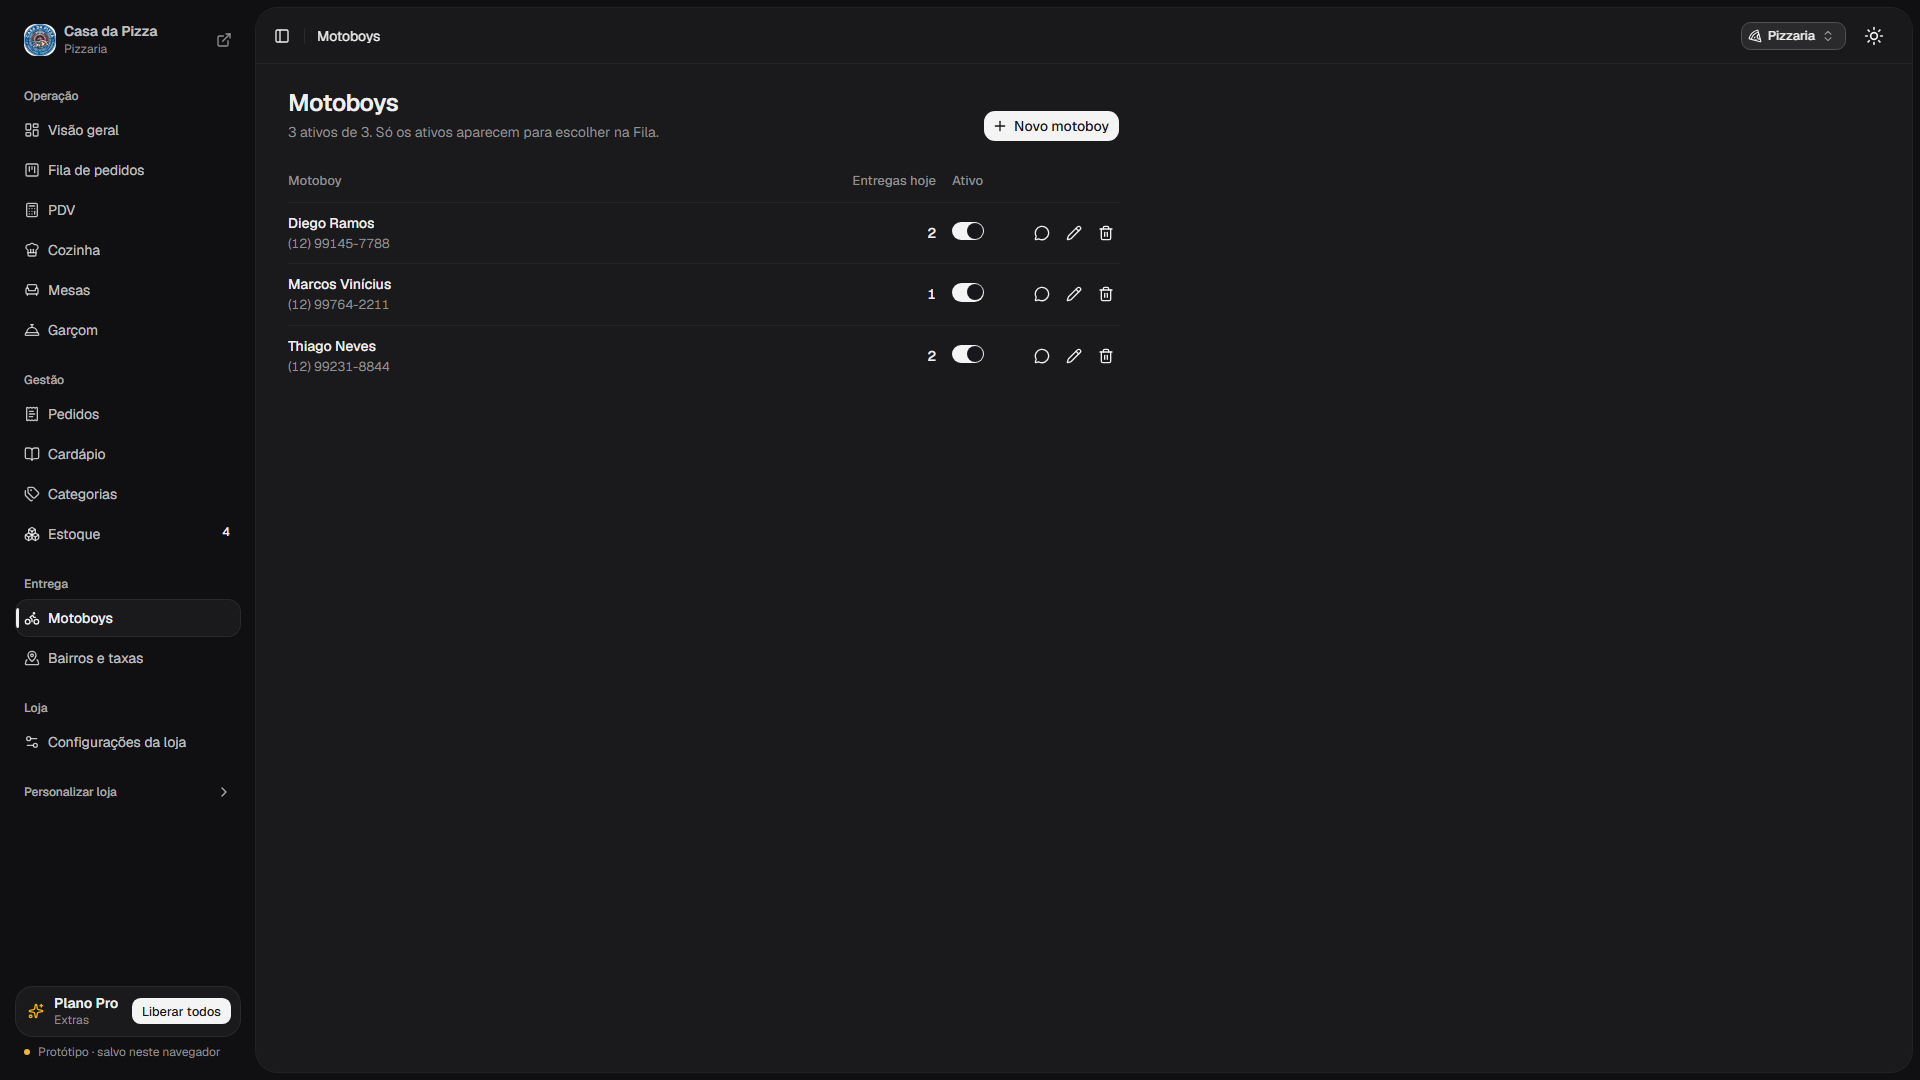 Casa da Pizza
Pizzaria
Operação
Visão geral
Fila de pedidos
PDV
Cozinha
Mesas
Garçom
Gestão
Pedidos
Cardápio
Categorias
Estoque 4
Entrega
Motoboys
Bairros e taxas
Loja
Configurações da loja
Personalizar loja
Plano Pro
Extras
Liberar todos
Protótipo · salvo neste navegador
Motoboys
Pizzaria
Motoboys
3 ativos de 3. Só os ativos aparecem para escolher na Fila.
Novo motoboy
Motoboy Entregas hoje Ativo
Diego Ramos
(12) 99145-7788
2
Marcos Vinícius
(12) 99764-2211
1
Thiago Neves
(12) 99231-8844
2